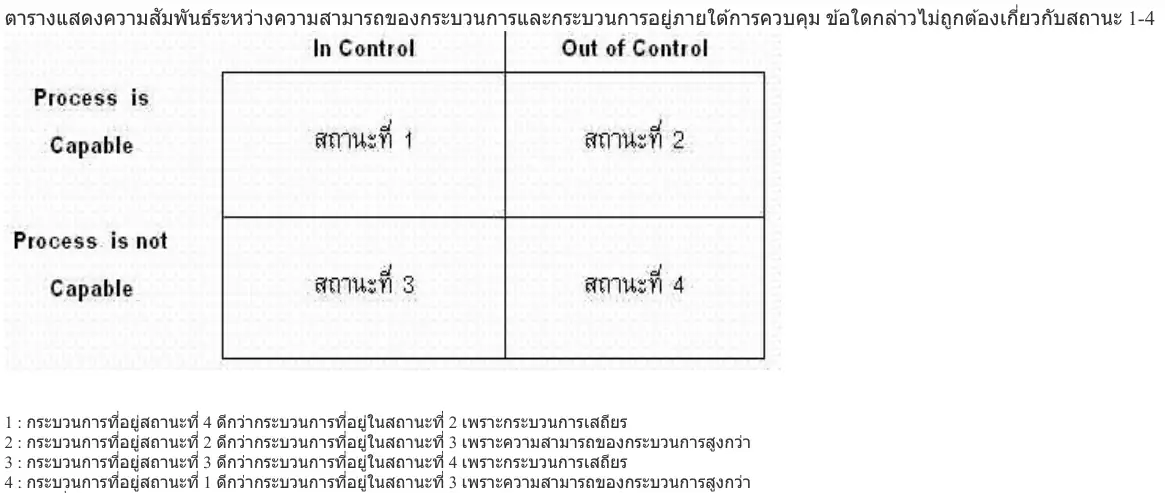 ตารางแสดงความสัมพันธ์ระหว่างความสามารถของกระบวนการและกระบวนการอยู่ภายใต้การควบคุม ข้อใดกล่าวไม่ถูกต้องเกี่ยวกับสถานะ 1-4
In Control Out of Control
Process is
Capable
สถานะที่ 1 สถานะที่ 2
Process is not
Capable
สถานะที่ 3 สถานะที่ 4
1 : กระบวนการที่อยู่สถานะที่ 4 ดีกว่ากระบวนการที่อยู่ในสถานะที่ 2 เพราะกระบวนการเสถียร
2 : กระบวนการที่อยู่สถานะที่ 2 ดีกว่ากระบวนการที่อยู่ในสถานะที่ 3 เพราะความสามารถของกระบวนการสูงกว่า
3 : กระบวนการที่อยู่สถานะที่ 3 ดีกว่ากระบวนการที่อยู่ในสถานะที่ 4 เพราะกระบวนการเสถียร
4 : กระบวนการที่อยู่สถานะที่ 1 ดีกว่ากระบวนการที่อยู่ในสถานะที่ 3 เพราะความสามารถของกระบวนการสูงกว่า